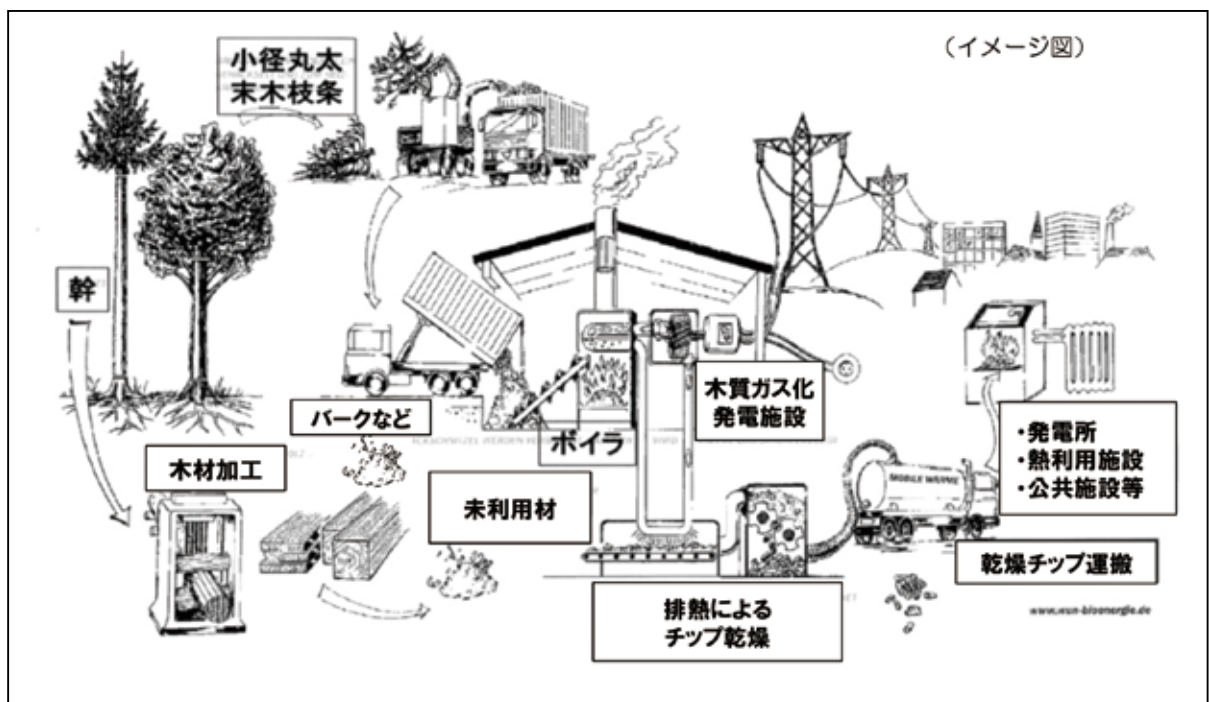 （イメージ図）
小径丸太
末木枝条
幹
バークなど
木材加工
ボイラ
木質ガス化
発電施設
未利用材
MOBILE WÄRME
・発電所
・熱利用施設
・公共施設等
乾燥チップ運搬
排熱による
チップ乾燥
www.wun-bioenergie.de